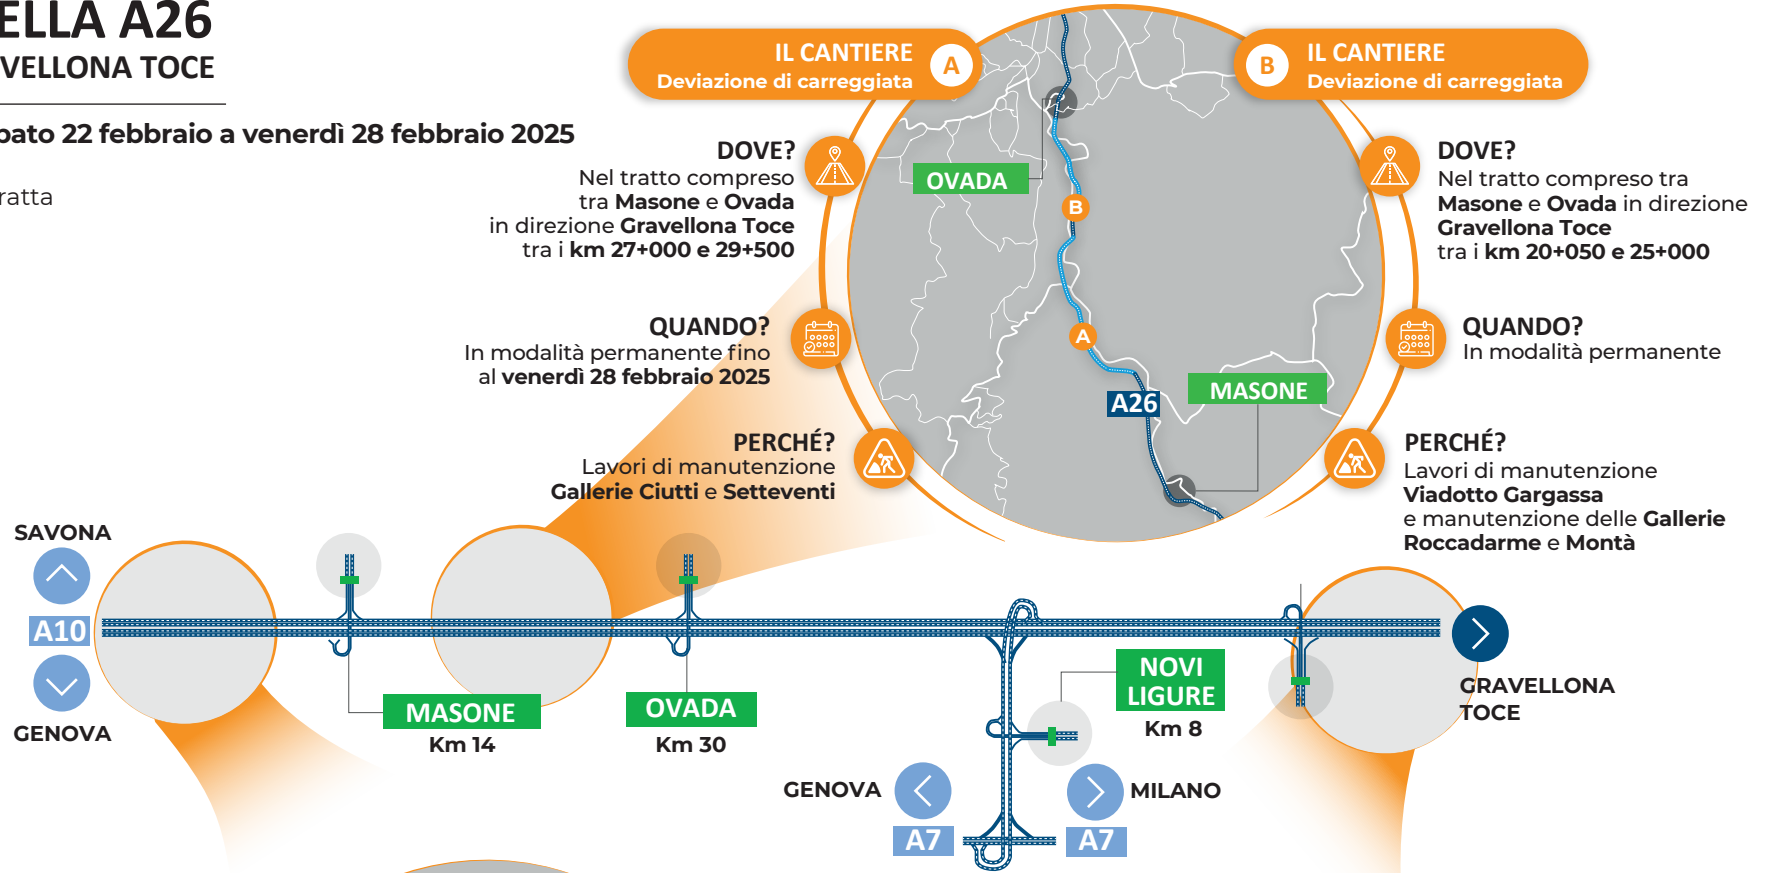 ELLA A26
VELLONA TOCE
bato 22 febbraio a venerdì 28 febbraio 2025
ratta
IL CANTIERE
Deviazione di carreggiata
A
DOVE?
Nel tratto compreso
tra Masone e Ovada
in direzione Gravellona Toce
tra i km 27+000 e 29+500
QUANDO?
In modalità permanente fino
al venerdì 28 febbraio 2025
PERCHÉ?
Lavori di manutenzione
Gallerie Ciutti e Setteventi
B
IL CANTIERE
Deviazione di carreggiata
DOVE?
Nel tratto compreso tra
Masone e Ovada in direzione
Gravellona Toce
tra i km 20+050 e 25+000
QUANDO?
In modalità permanente
PERCHÉ?
Lavori di manutenzione
Viadotto Gargassa
e manutenzione delle Gallerie
Roccadarme e Montà
OVADA
B
A
A26
MASONE
SAVONA
A10
GENOVA
MASONE
Km 14
OVADA
Km 30
NOVI
LIGURE
Km 8
GENOVA
A7
MILANO
A7
GRAVELLONA
TOCE